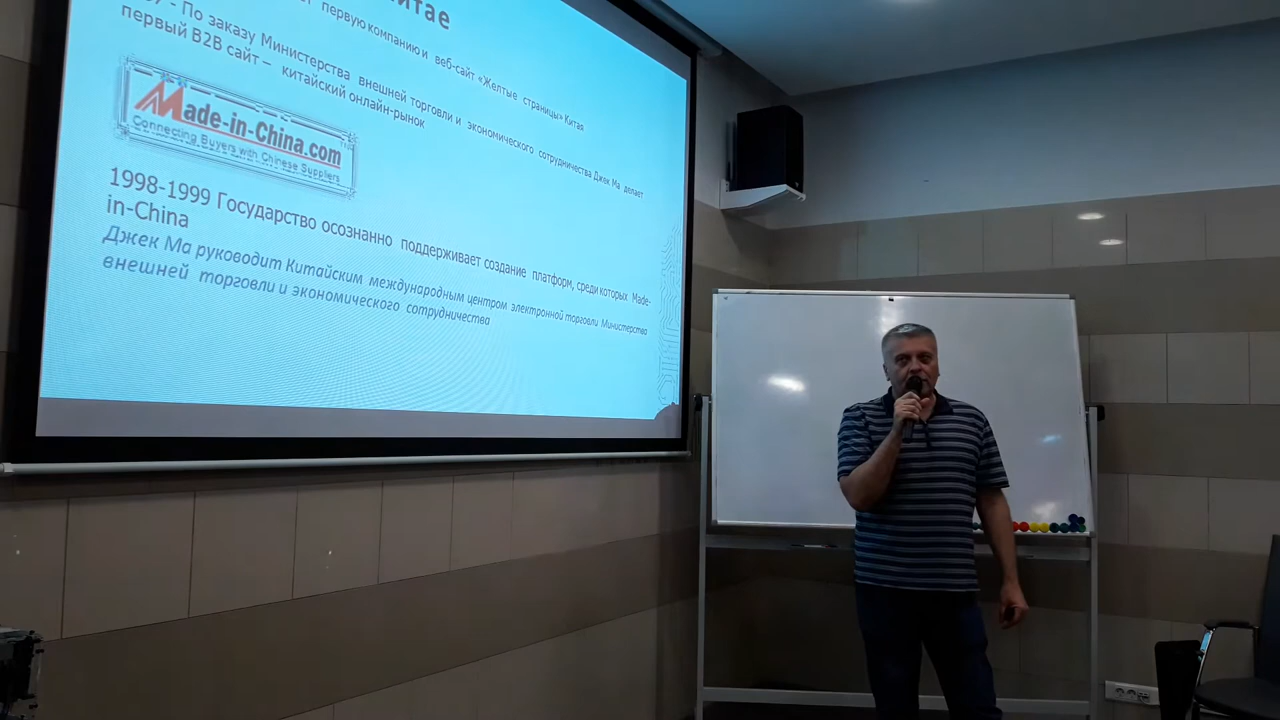 итае
первую компанию и веб-сайт «Желтые страницы» Китая
- По заказу Министерства внешней торговли и экономического сотрудничества Джек Ма делает
первый B2B сайт – китайский онлайн-рынок
Made-in-China.com
Connecting Buyers with Chinese Suppliers
1998-1999 Государство осознанно поддерживает создание платформ, среди которых Made-
in-China
Джек Ма руководит Китайским международным центром электронной торговли Министерства
внешней торговли и экономического сотрудничества